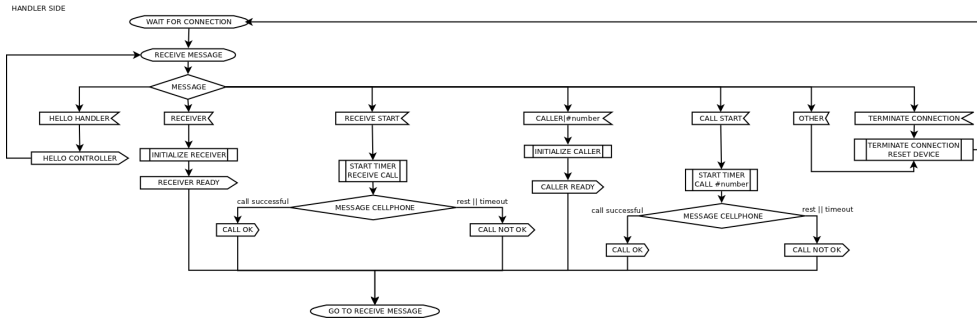 HANDLER SIDE
WAIT FOR CONNECTION
RECEIVE MESSAGE
MESSAGE
HELLO HANDLER
RECEIVER
RECEIVE START
CALLER|#number
CALL START
OTHER
TERMINATE CONNECTION
HELLO CONTROLLER
INITIALIZE RECEIVER
INITIALIZE CALLER
TERMINATE CONNECTION
RESET DEVICE
START TIMER
RECEIVE CALL
START TIMER
CALL #number
RECEIVER READY
CALLER READY
call successful
MESSAGE CELLPHONE
rest || timeout
call successful
MESSAGE CELLPHONE
rest || timeout
CALL OK
CALL NOT OK
CALL OK
CALL NOT OK
GO TO RECEIVE MESSAGE